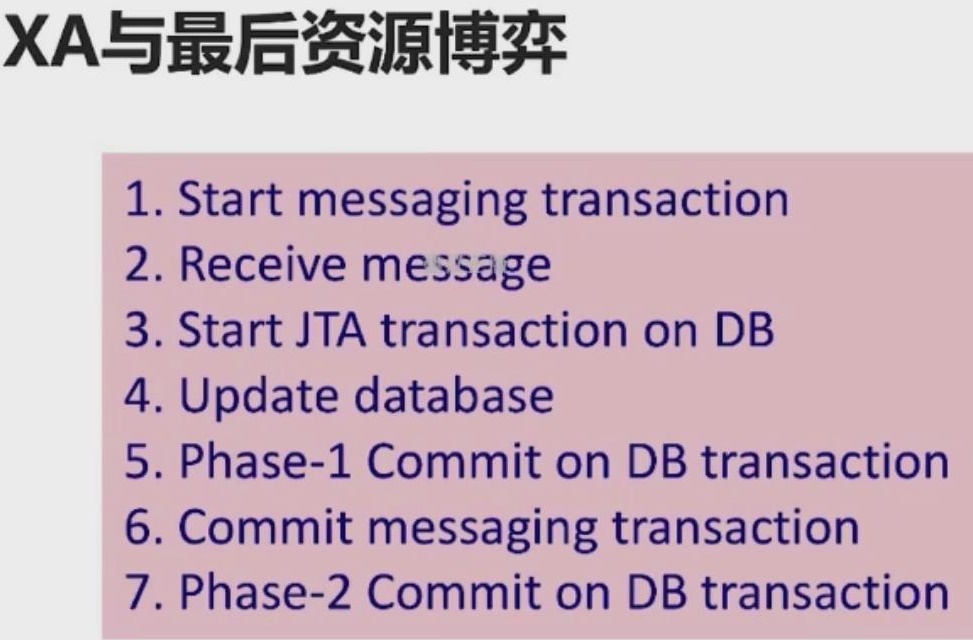 XA与最后资源博弈
1. Start messaging transaction
2. Receive message
3. Start JTA transaction on DB
4. Update database
5. Phase-1 Commit on DB transaction
6. Commit messaging transaction
7. Phase-2 Commit on DB transaction